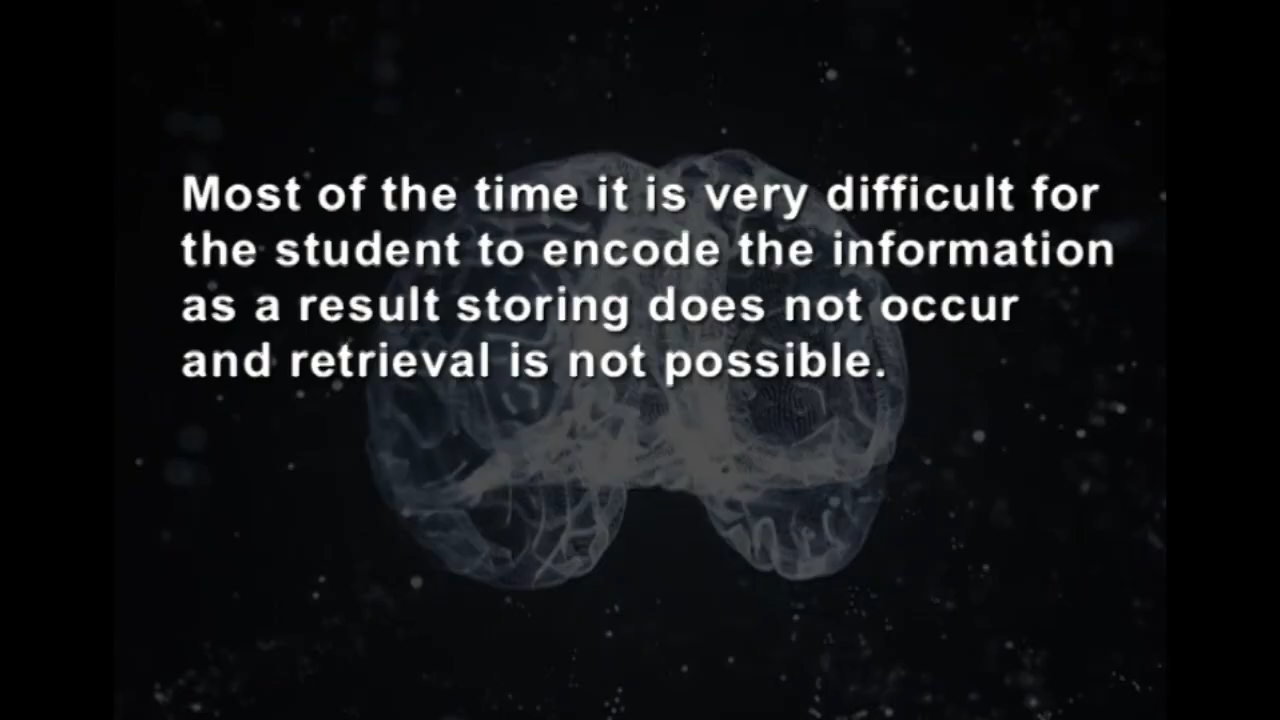 Most of the time it is very difficult for
the student to encode the information
as a result storing does not occur
and retrieval is not possible.